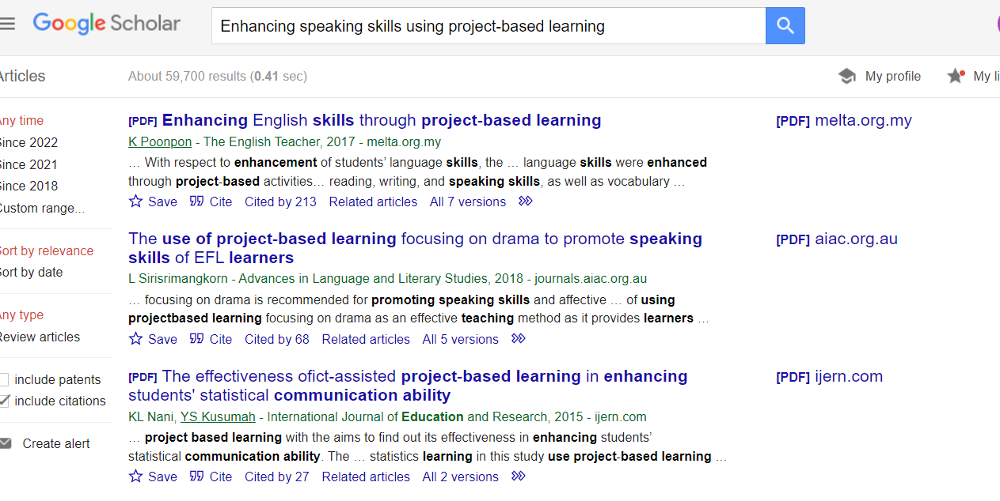 Google Scholar
Enhancing speaking skills using project-based learning
Articles
About 59,700 results (0.41 sec)
My profile
My li
Any time
Since 2022
Since 2021
Since 2018
Custom range...
Sort by relevance
Sort by date
Any type
Review articles
include patents
include citations
Create alert
[PDF] Enhancing English skills through project-based learning
K Poonpon - The English Teacher, 2017 - melta.org.my
… With respect to enhancement of students’ language skills, the … language skills were enhanced
through project-based activities… reading, writing, and speaking skills, as well as vocabulary …
Save Cite Cited by 213 Related articles All 7 versions
[PDF] melta.org.my
The use of project-based learning focusing on drama to promote speaking
skills of EFL learners
L Sirisrimangkorn - Advances in Language and Literary Studies, 2018 - journals.aiac.org.au
… focusing on drama is recommended for promoting speaking skills and affective … of using
projectbased learning focusing on drama as an effective teaching method as it provides learners …
Save Cite Cited by 68 Related articles All 5 versions
[PDF] aiac.org.au
[PDF] The effectiveness ofict-assisted project-based learning in enhancing
students' statistical communication ability
KL Nani, YS Kusumah - International Journal of Education and Research, 2015 - ijern.com
… project based learning with the aims to find out its effectiveness in enhancing students’
statistical communication ability. The … statistics learning in this study use project-based learning …
Save Cite Cited by 27 Related articles All 2 versions
[PDF] ijern.com